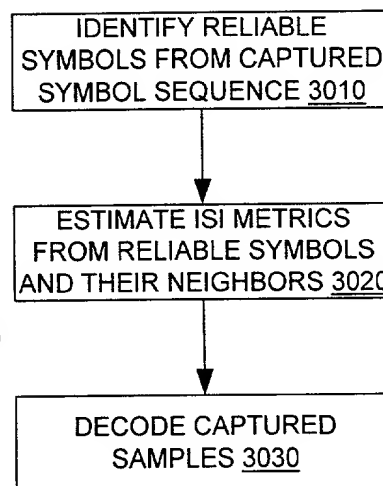 IDENTIFY RELIABLE
SYMBOLS FROM CAPTURED
SYMBOL SEQUENCE 3010
ESTIMATE ISI METRICS
FROM RELIABLE SYMBOLS
AND THEIR NEIGHBORS 3020
DECODE CAPTURED
SAMPLES 3030